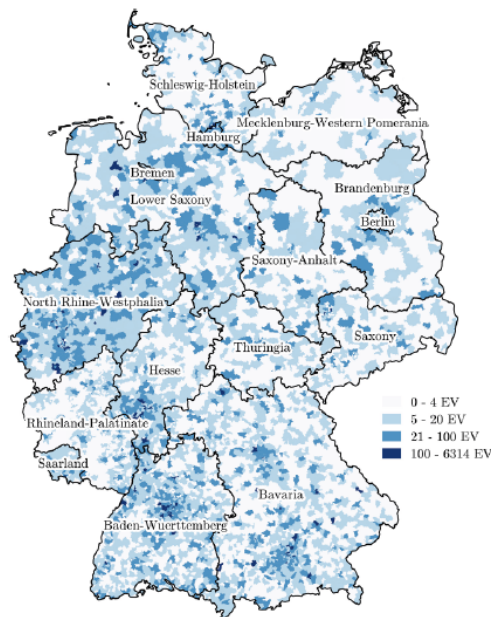 Schleswig-Holstein
Mecklenburg-Western Pomerania
Hamburg
Bremen
Brandenburg
Lower Saxony
Berlin
Saxony-Anhalt
North Rhine-Westphalia
Saxony
Thuringia
Hesse
0 - 4 EV
5 - 20 EV
Rhineland-Palatinate
21 - 100 EV
100 - 6314 EV
Saarland
Bavaria
Baden-Wuerttemberg